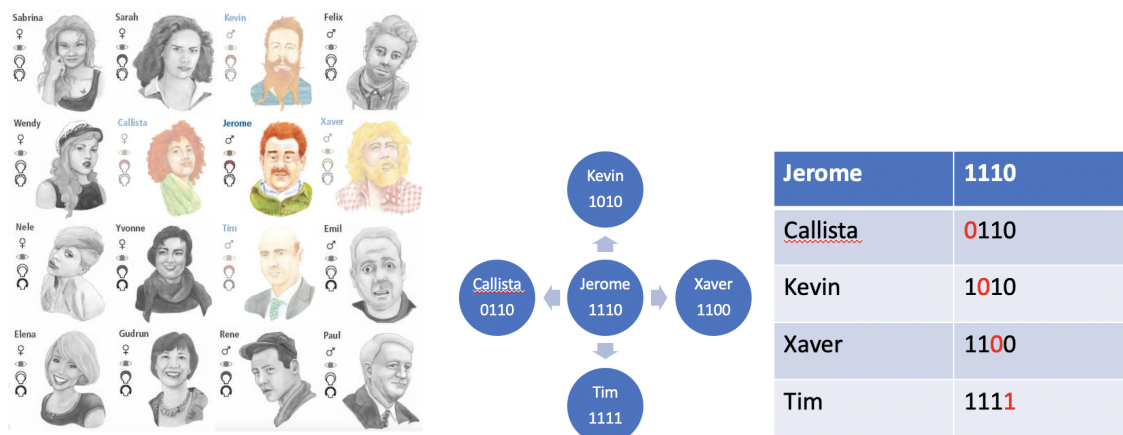 Sabrina
Sarah
Kevin
Felix
Wendy
Callista
Jerome
Xaver
Nele
Yvonne
Tim
Emil
Elena
Gudrun
Rene
Paul
Kevin
1010
Callista
0110
Jerome
1110
Xaver
1100
Tim
1111
Jerome 1110
Callista 0110
Kevin 1010
Xaver 1100
Tim 1111